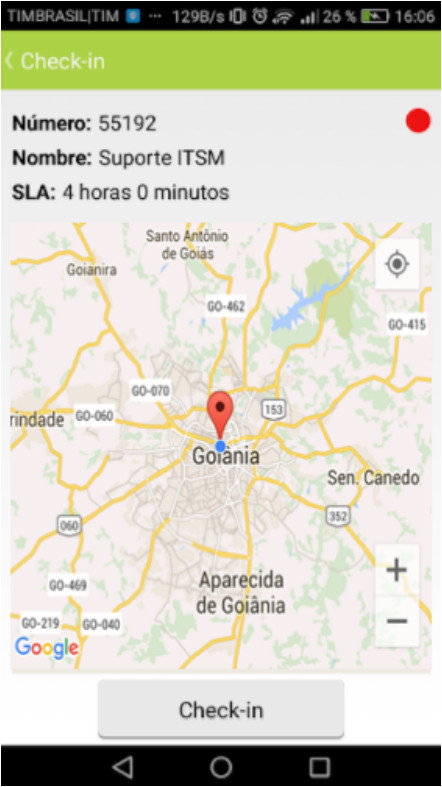 TIMBRASIL|TIM ··· 129B/s 26 % 16:06
Check-in
Número: 55192
Nombre: Suporte ITSM
SLA: 4 horas 0 minutos
Santo Antônio
de Goiás
Goianira
GO-462
GO-415
GO-070
rindade
GO-060
153
Goiânia
Sen. Canedo
060
352
GO-469
Aparecida
de Goiânia
+
GO-219
GO-040
−
Google
Check-in